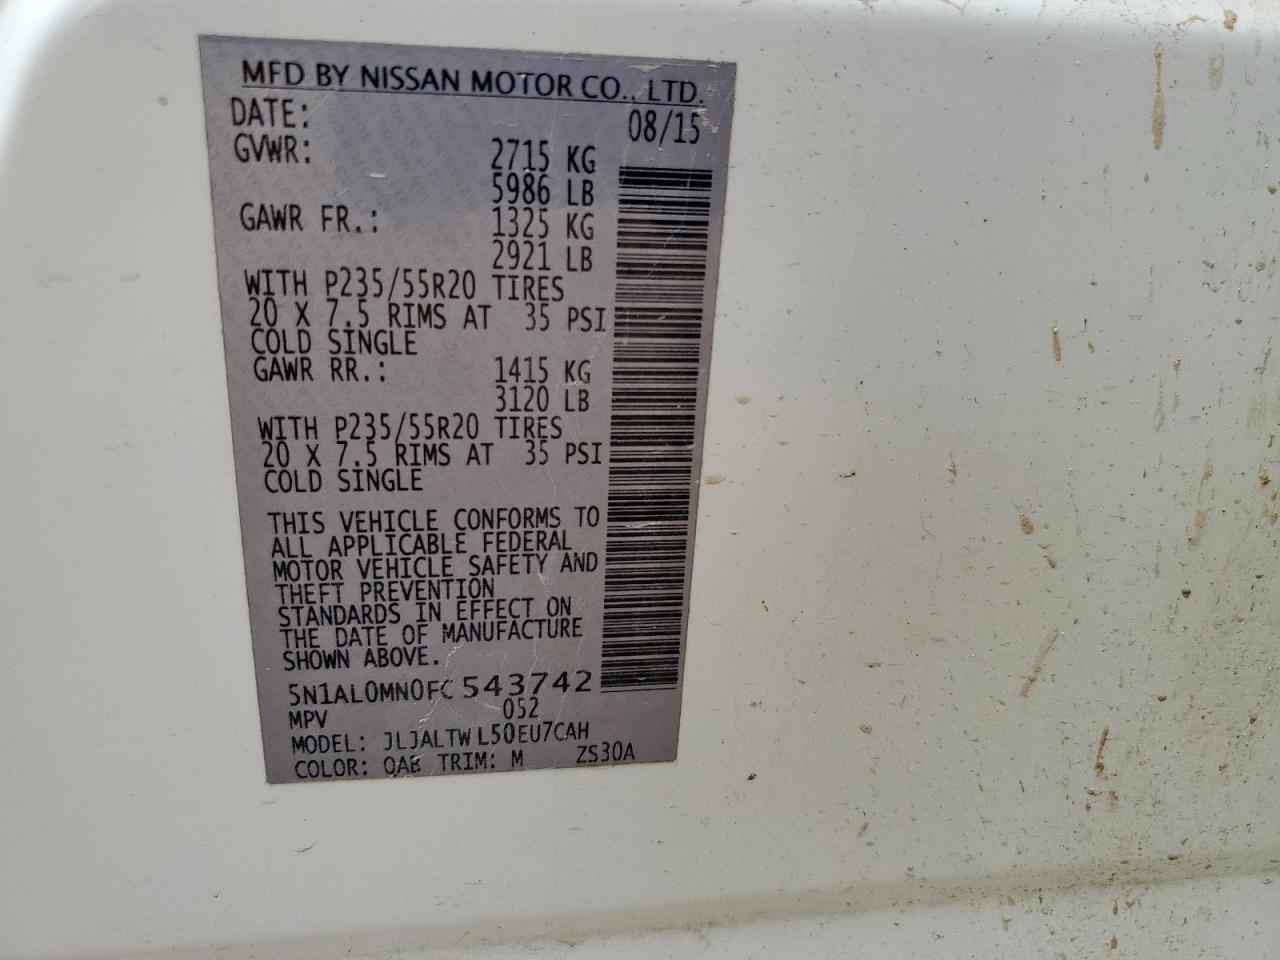 MFD BY NISSAN MOTOR CO., LTD.
DATE: 08/15
GVWR: 2715 KG
5986 LB
GAWR FR.: 1325 KG
2921 LB
WITH P235/55R20 TIRES
20 X 7.5 RIMS AT 35 PSI
COLD SINGLE
GAWR RR.: 1415 KG
3120 LB
WITH P235/55R20 TIRES
20 X 7.5 RIMS AT 35 PSI
COLD SINGLE
THIS VEHICLE CONFORMS TO
ALL APPLICABLE FEDERAL
MOTOR VEHICLE SAFETY AND
THEFT PREVENTION
STANDARDS IN EFFECT ON
THE DATE OF MANUFACTURE
SHOWN ABOVE.
5N1AL0MN0FC543742
MPV 052
MODEL: JLJALTWL50EU7CAH
COLOR: QAB TRIM: M ZS30A